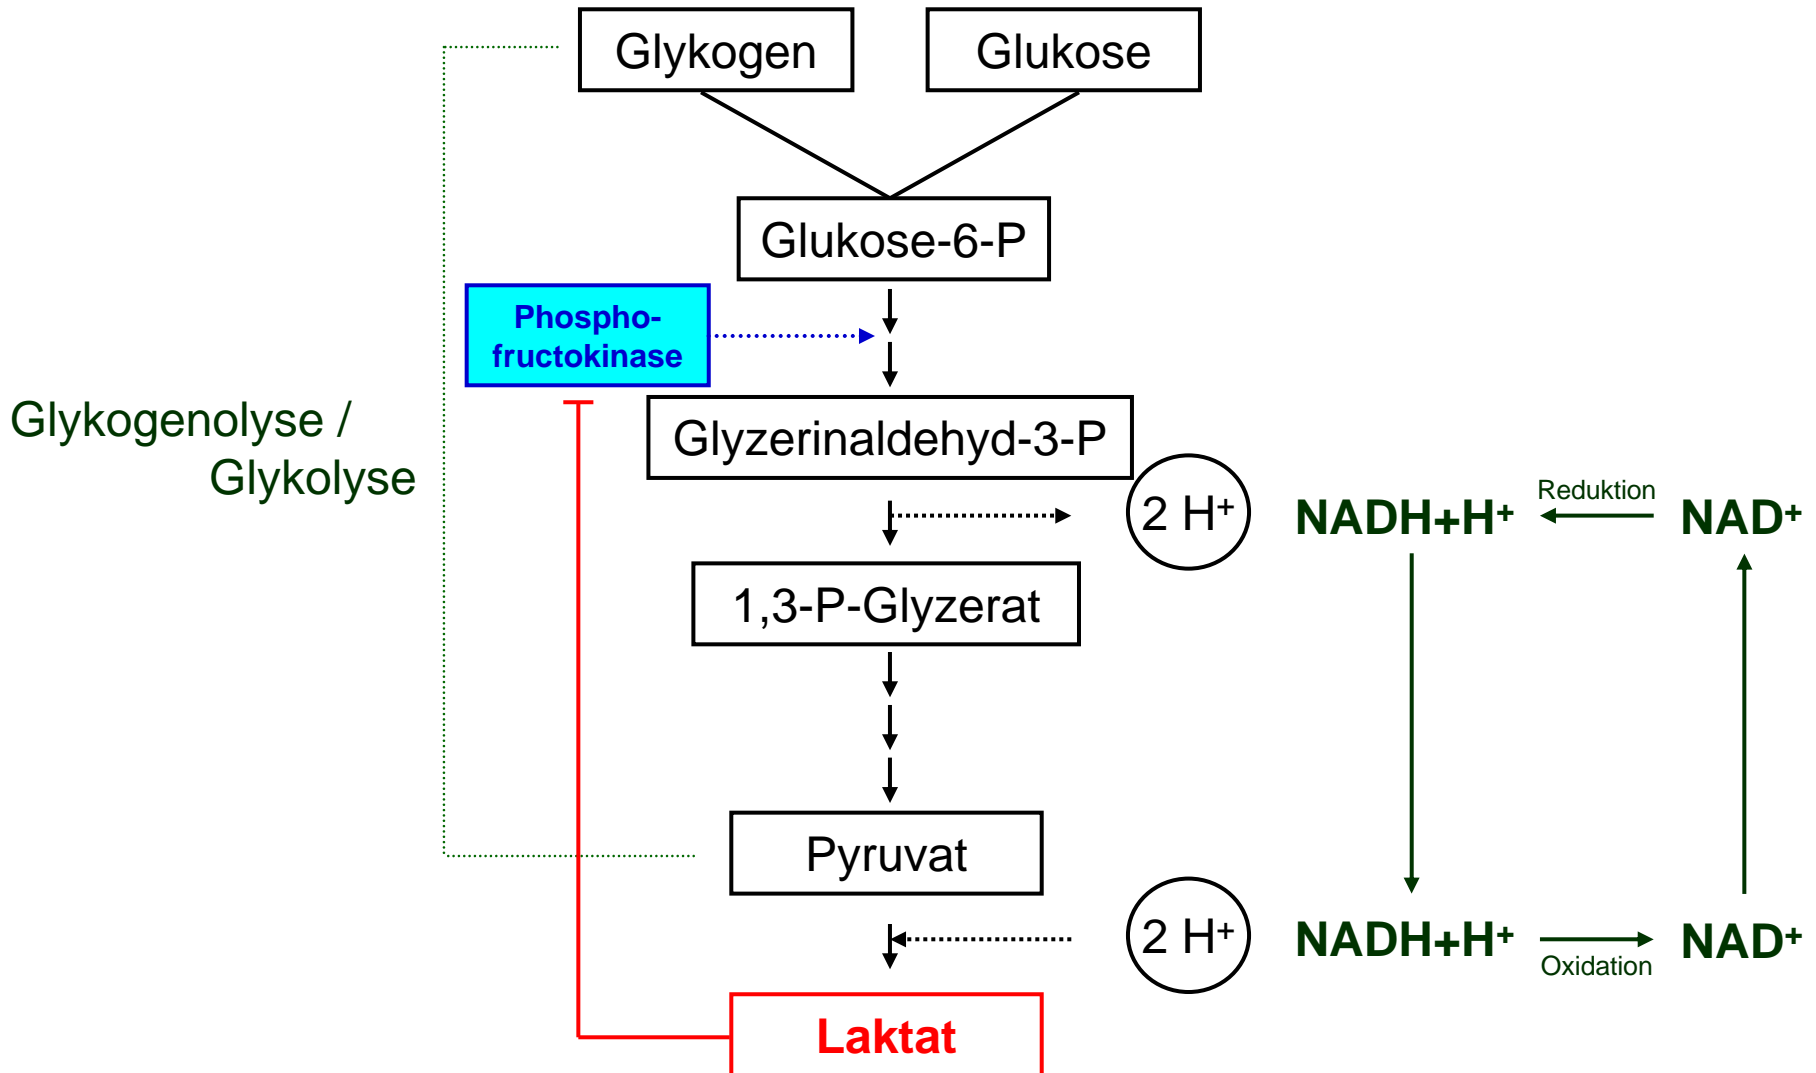 Glykogen
Glukose
Glukose-6-P
Phospho-
fructokinase
Glykogenolyse /
Glykolyse
Glyzerinaldehyd-3-P
2 H+
NADH+H+
Reduktion
NAD+
1,3-P-Glyzerat
Pyruvat
2 H+
NADH+H+
Oxidation
NAD+
Laktat